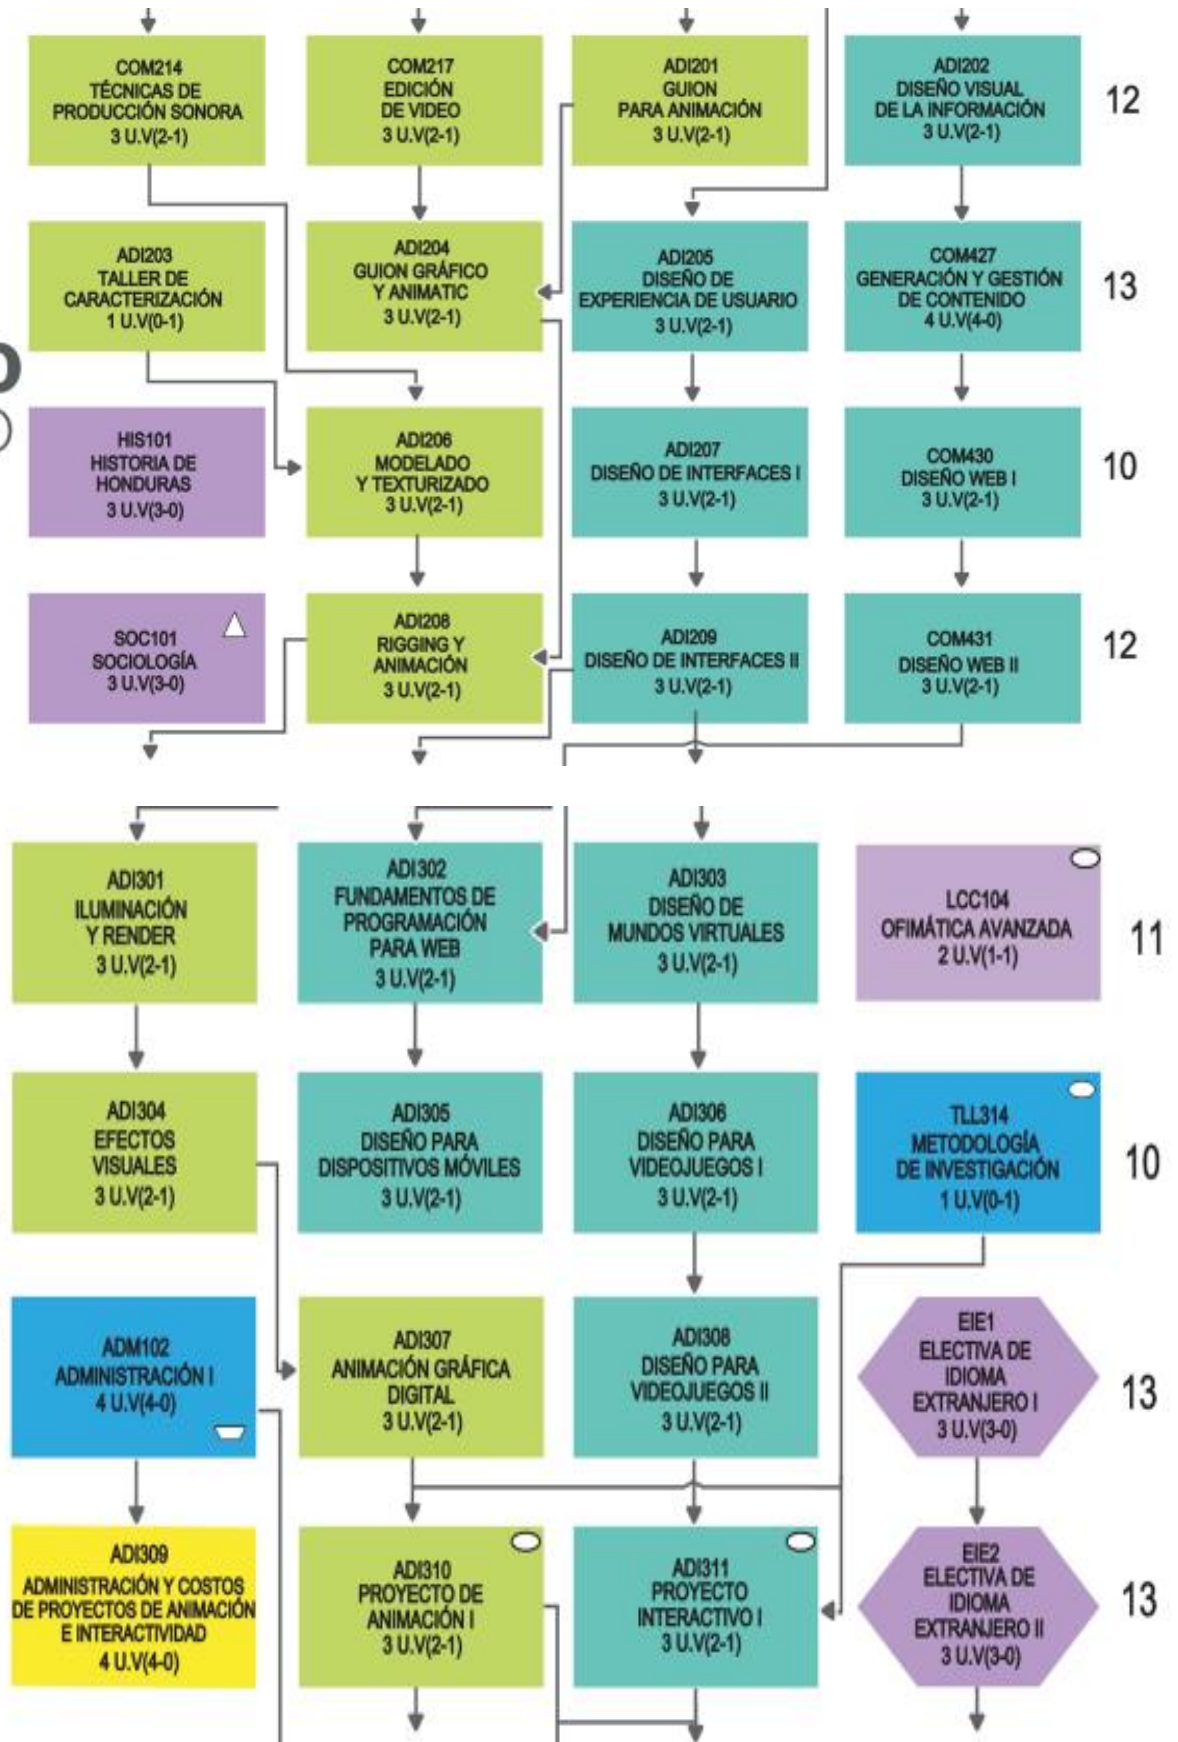 COM214
TÉCNICAS DE
PRODUCCIÓN SONORA
3 U.V(2-1)
COM217
EDICIÓN
DE VIDEO
3 U.V(2-1)
ADI201
GUION
PARA ANIMACIÓN
3 U.V(2-1)
ADI202
DISEÑO VISUAL
DE LA INFORMACIÓN
3 U.V(2-1)
12
ADI203
TALLER DE
CARACTERIZACIÓN
1 U.V(0-1)
ADI204
GUION GRÁFICO
Y ANIMATIC
3 U.V(2-1)
ADI205
DISEÑO DE
EXPERIENCIA DE USUARIO
3 U.V(2-1)
COM427
GENERACIÓN Y GESTIÓN
DE CONTENIDO
4 U.V(4-0)
13
HIS101
HISTORIA DE
HONDURAS
3 U.V(3-0)
ADI206
MODELADO
Y TEXTURIZADO
3 U.V(2-1)
ADI207
DISEÑO DE INTERFACES I
3 U.V(2-1)
COM430
DISEÑO WEB I
3 U.V(2-1)
10
SOC101
SOCIOLOGÍA
3 U.V(3-0)
ADI208
RIGGING Y
ANIMACIÓN
3 U.V(2-1)
ADI209
DISEÑO DE INTERFACES II
3 U.V(2-1)
COM431
DISEÑO WEB II
3 U.V(2-1)
12
ADI301
ILUMINACIÓN
Y RENDER
3 U.V(2-1)
ADI302
FUNDAMENTOS DE
PROGRAMACIÓN
PARA WEB
3 U.V(2-1)
ADI303
DISEÑO DE
MUNDOS VIRTUALES
3 U.V(2-1)
LCC104
OFIMÁTICA AVANZADA
2 U.V(1-1)
11
ADI304
EFECTOS
VISUALES
3 U.V(2-1)
ADI305
DISEÑO PARA
DISPOSITIVOS MÓVILES
3 U.V(2-1)
ADI306
DISEÑO PARA
VIDEOJUEGOS I
3 U.V(2-1)
TLL314
METODOLOGÍA
DE INVESTIGACIÓN
1 U.V(0-1)
10
ADM102
ADMINISTRACIÓN I
4 U.V(4-0)
ADI307
ANIMACIÓN GRÁFICA
DIGITAL
3 U.V(2-1)
ADI308
DISEÑO PARA
VIDEOJUEGOS II
3 U.V(2-1)
EIE1
ELECTIVA DE
IDIOMA
EXTRANJERO I
3 U.V(3-0)
13
ADI309
ADMINISTRACIÓN Y COSTOS
DE PROYECTOS DE ANIMACIÓN
E INTERACTIVIDAD
4 U.V(4-0)
ADI310
PROYECTO DE
ANIMACIÓN I
3 U.V(2-1)
ADI311
PROYECTO
INTERACTIVO I
3 U.V(2-1)
EIE2
ELECTIVA DE
IDIOMA
EXTRANJERO II
3 U.V(3-0)
13